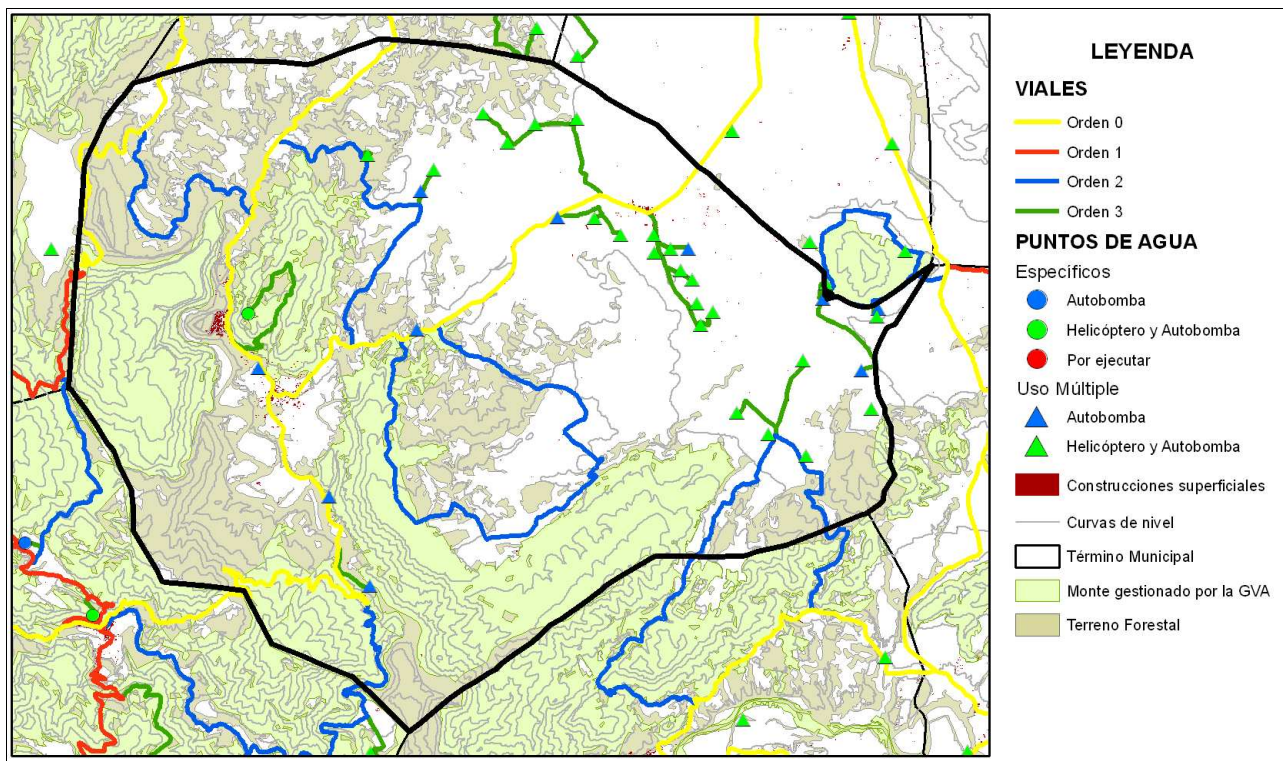 LEYENDA
VIALES
Orden 0
Orden 1
Orden 2
Orden 3
PUNTOS DE AGUA
Específicos
Autobomba
Helicóptero y Autobomba
Por ejecutar
Uso Múltiple
Autobomba
Helicóptero y Autobomba
Construcciones superficiales
Curvas de nivel
Término Municipal
Monte gestionado por la GVA
Terreno Forestal